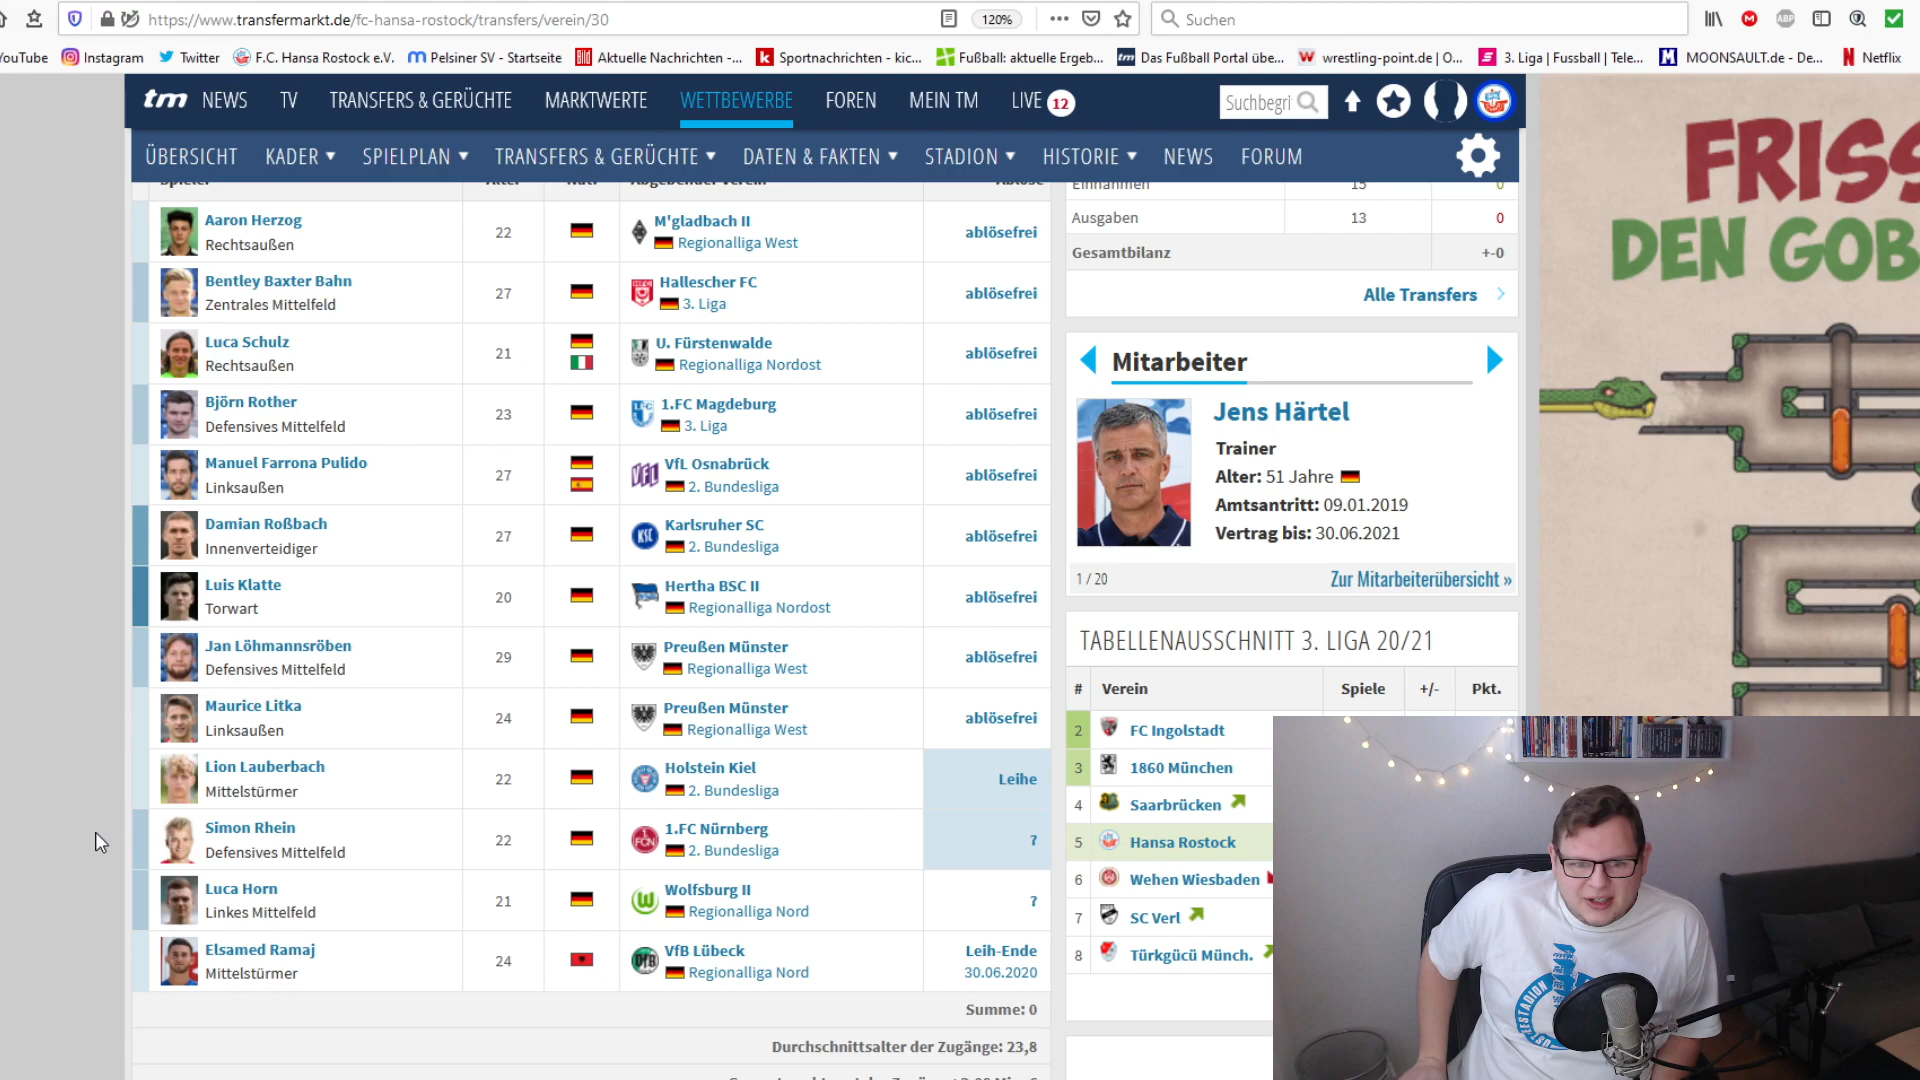 https://www.transfermarkt.de/fc-hansa-rostock/transfers/verein/30
120%
Suchen
YouTube
Instagram
Twitter
F.C. Hansa Rostock e.V.
Pelsiner SV - Startseite
Bild
Aktuelle Nachrichten -...
Sportnachrichten - kic...
Fußball: aktuelle Ergeb...
tm
Das Fußball Portal übe...
wrestling-point.de | O...
3. Liga | Fussball | Tele...
MOONSAULT.de - De...
Netflix
tm NEWS TV TRANSFERS & GERÜCHTE MARKTWERTE WETTBEWERBE FOREN MEIN TM LIVE 12
Suchbegri
ÜBERSICHT KADER SPIELPLAN TRANSFERS & GERÜCHTE DATEN & FAKTEN STADION HISTORIE NEWS FORUM
Aaron Herzog
Rechtsaußen
22
M'gladbach II
Regionalliga West
ablösefrei
Bentley Baxter Bahn
Zentrales Mittelfeld
27
Hallescher FC
3. Liga
ablösefrei
Luca Schulz
Rechtsaußen
21
U. Fürstenwalde
Regionalliga Nordost
ablösefrei
Björn Rother
Defensives Mittelfeld
23
1.FC Magdeburg
3. Liga
ablösefrei
Manuel Farrona Pulido
Linksaußen
27
VfL Osnabrück
2. Bundesliga
ablösefrei
Damian Roßbach
Innenverteidiger
27
KSC
Karlsruher SC
2. Bundesliga
ablösefrei
Luis Klatte
Torwart
20
Hertha BSC II
Regionalliga Nordost
ablösefrei
Jan Löhmannsröben
Defensives Mittelfeld
29
Preußen Münster
Regionalliga West
ablösefrei
Maurice Litka
Linksaußen
24
Preußen Münster
Regionalliga West
ablösefrei
Lion Lauberbach
Mittelstürmer
22
Holstein Kiel
2. Bundesliga
Leihe
Simon Rhein
Defensives Mittelfeld
22
1.FC Nürnberg
2. Bundesliga
?
Luca Horn
Linkes Mittelfeld
21
Wolfsburg II
Regionalliga Nord
?
Elsamed Ramaj
Mittelstürmer
24
VfB Lübeck
Regionalliga Nord
Leih-Ende
30.06.2020
Summe: 0
Durchschnittsalter der Zugänge: 23,8
Einnahmen 15 0
Ausgaben 13 0
Gesamtbilanz +-0
Alle Transfers
Mitarbeiter
Jens Härtel
Trainer
Alter: 51 Jahre
Amtsantritt: 09.01.2019
Vertrag bis: 30.06.2021
1 / 20
Zur Mitarbeiterübersicht »
TABELLENAUSSCHNITT 3. LIGA 20/21
# Verein Spiele +/- Pkt.
2 FC Ingolstadt
3 1860 München
4 Saarbrücken
5 Hansa Rostock
6 Wehen Wiesbaden
7 SC Verl
8 Türkgücü Münch.
FRISS
DEN GOB